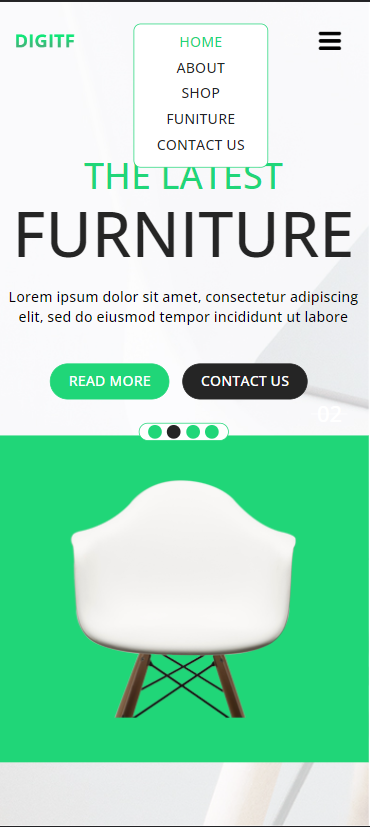 DIGITF
HOME
ABOUT
SHOP
FUNITURE
CONTACT US
THE LATEST
FURNITURE
Lorem ipsum dolor sit amet, consectetur adipiscing
elit, sed do eiusmod tempor incididunt ut labore
READ MORE
CONTACT US
02